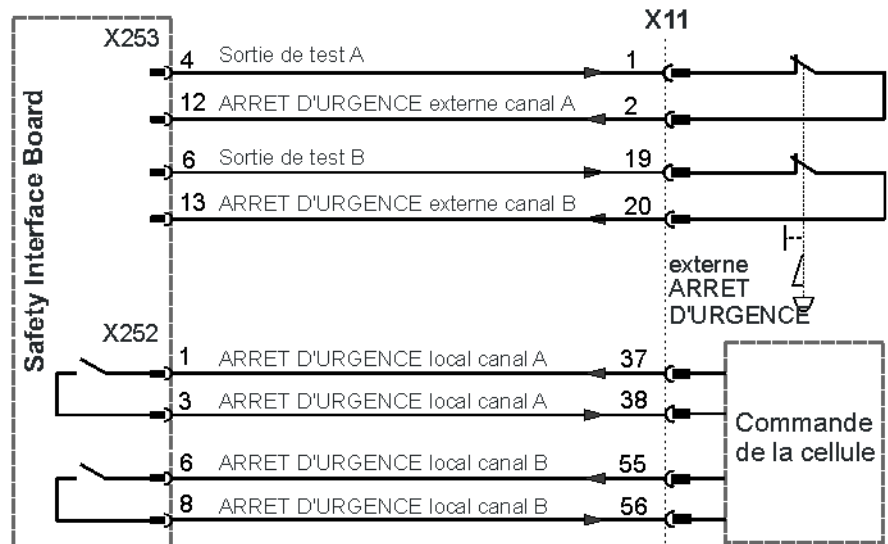 X11
X253
4 Sortie de test A 1
12 ARRET D'URGENCE externe canal A 2
6 Sortie de test B 19
13 ARRET D'URGENCE externe canal B 20
Safety Interface Board
externe
ARRET
D'URGENCE
X252
1 ARRET D'URGENCE local canal A 37
3 ARRET D'URGENCE local canal A 38
6 ARRET D'URGENCE local canal B 55
8 ARRET D'URGENCE local canal B 56
Commande
de la cellule